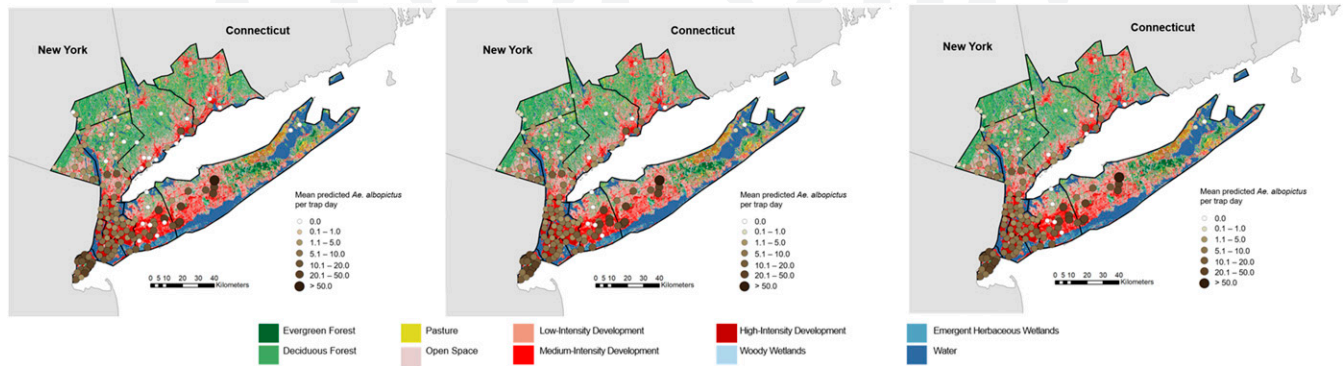 Connecticut
New York
Mean predicted Ae. albopictus
per trap day
0.0
0.1 – 1.0
1.1 – 5.0
5.1 – 10.0
10.1 – 20.0
20.1 – 50.0
> 50.0
0 5 10 20 30 40
Kilometers
Connecticut
New York
Mean predicted Ae. albopictus
per trap day
0.0
0.1 – 1.0
1.1 – 5.0
5.1 – 10.0
10.1 – 20.0
20.1 – 50.0
> 50.0
0 5 10 20 30 40
Kilometers
Connecticut
New York
Mean predicted Ae. albopictus
per trap day
0.0
0.1 – 1.0
1.1 – 5.0
5.1 – 10.0
10.1 – 20.0
20.1 – 50.0
> 50.0
0 5 10 20 30 40
Kilometers
Evergreen Forest Pasture Low-Intensity Development High-Intensity Development Emergent Herbaceous Wetlands
Deciduous Forest Open Space Medium-Intensity Development Woody Wetlands Water